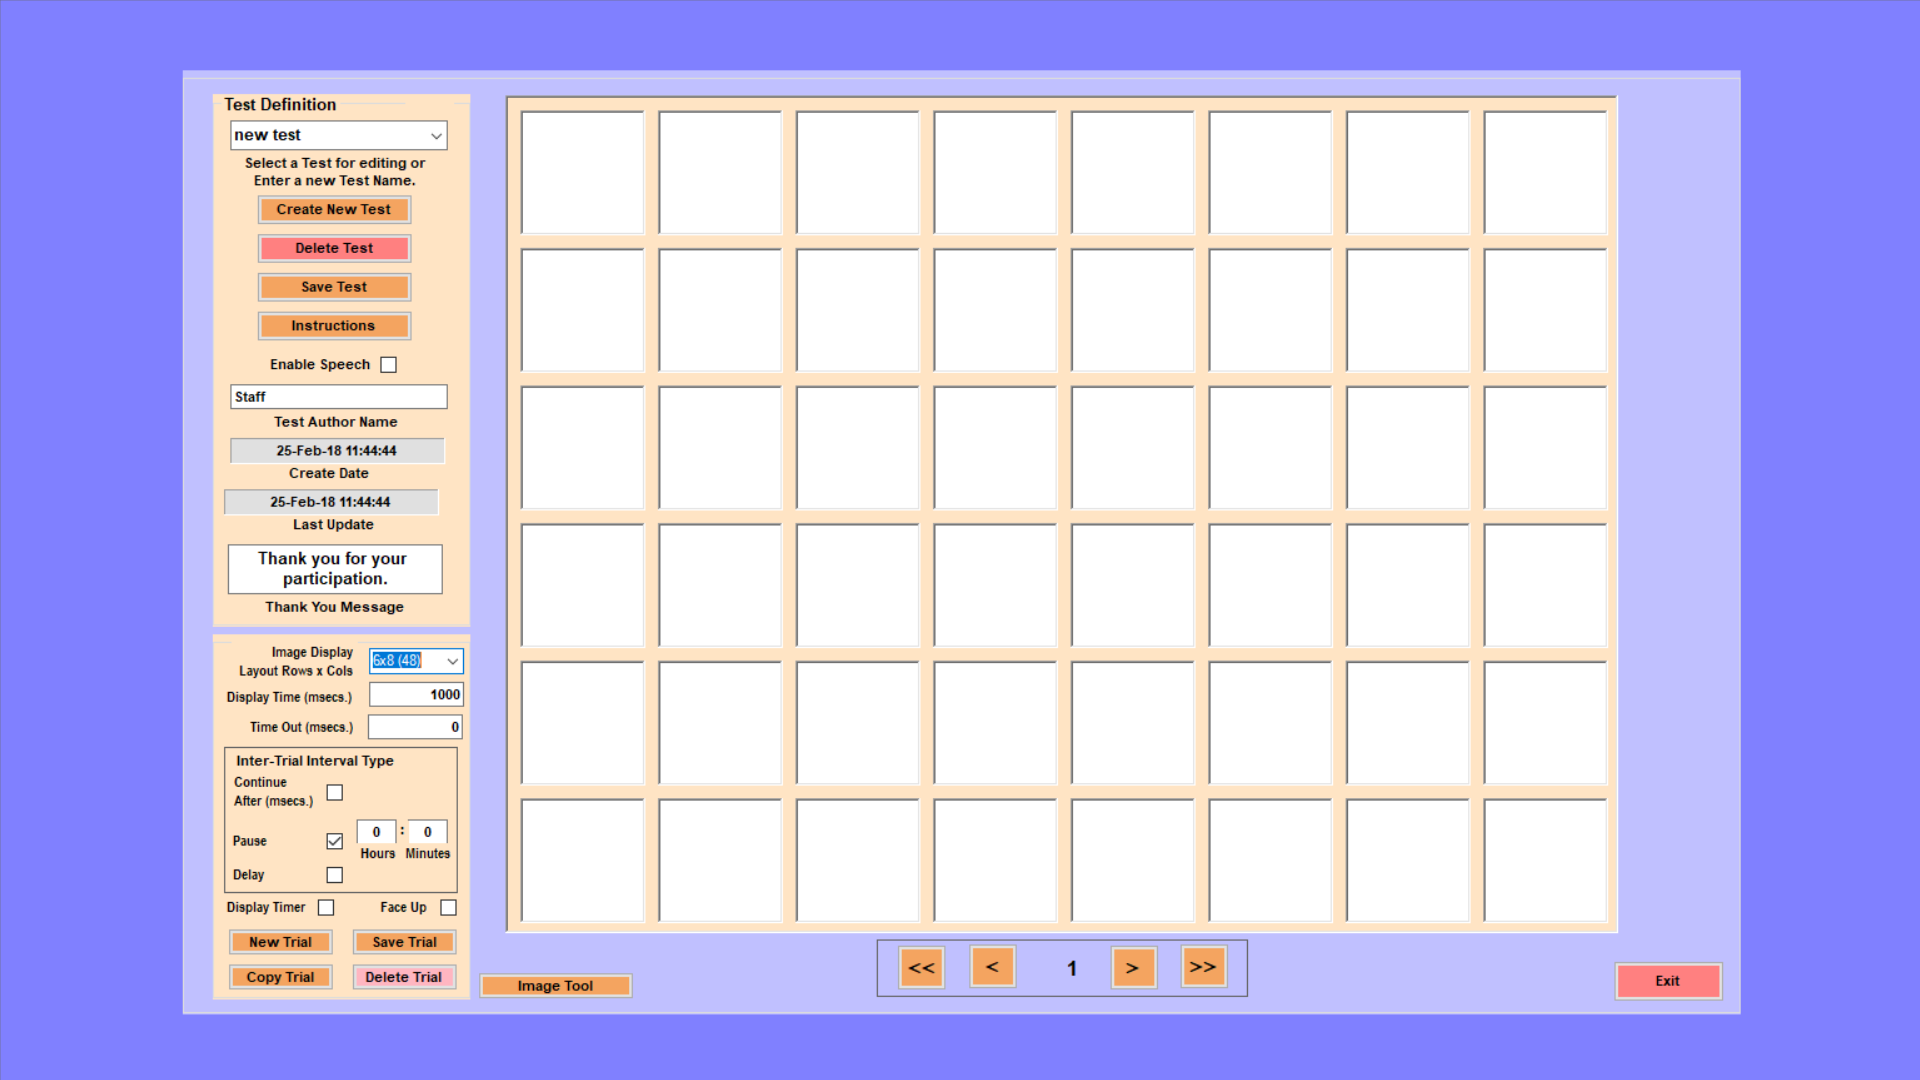 Test Definition
new test
Select a Test for editing or
Enter a new Test Name.
Create New Test
Delete Test
Save Test
Instructions
Enable Speech
Staff
Test Author Name
25-Feb-18 11:44:44
Create Date
25-Feb-18 11:44:44
Last Update
Thank you for your
participation.
Thank You Message
Image Display
Layout Rows x Cols
6x8 (48)
Display Time (msecs.)
1000
Time Out (msecs.)
0
Inter-Trial Interval Type
Continue
After (msecs.)
Pause
0 : 0
Hours Minutes
Delay
Display Timer
Face Up
New Trial
Save Trial
Copy Trial
Delete Trial
Image Tool
<< < 1 > >>
Exit